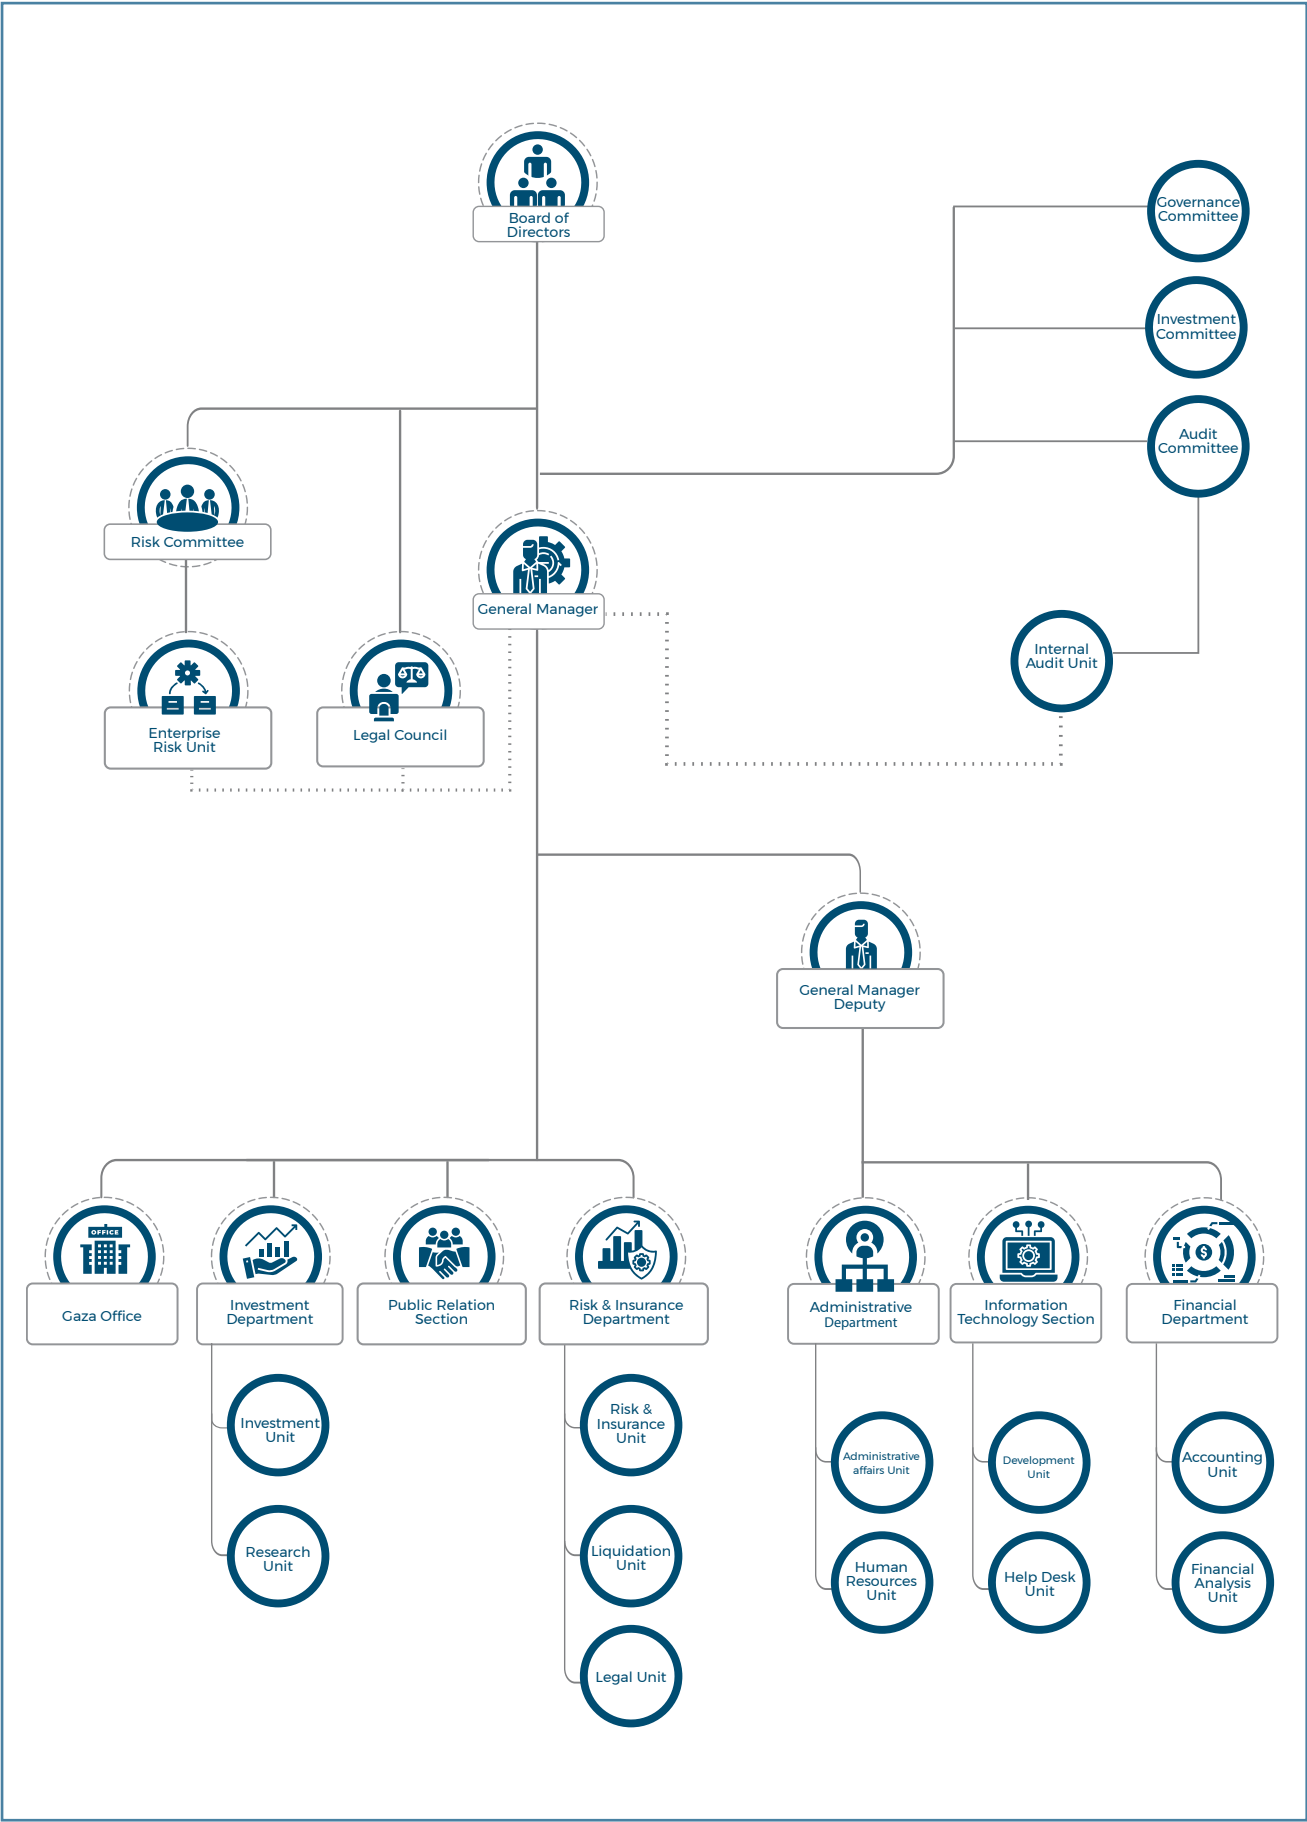 Board of
Directors
Governance
Committee
Investment
Committee
Audit
Committee
Risk Committee
General Manager
Internal
Audit Unit
Enterprise
Risk Unit
Legal Council
General Manager
Deputy
OFFICE
Gaza Office
Investment
Department
Public Relation
Section
Risk & Insurance
Department
Administrative
Department
Information
Technology Section
$
Financial
Department
Investment
Unit
Research
Unit
Risk &
Insurance
Unit
Liquidation
Unit
Legal Unit
Administrative
affairs Unit
Human
Resources
Unit
Development
Unit
Help Desk
Unit
Accounting
Unit
Financial
Analysis
Unit